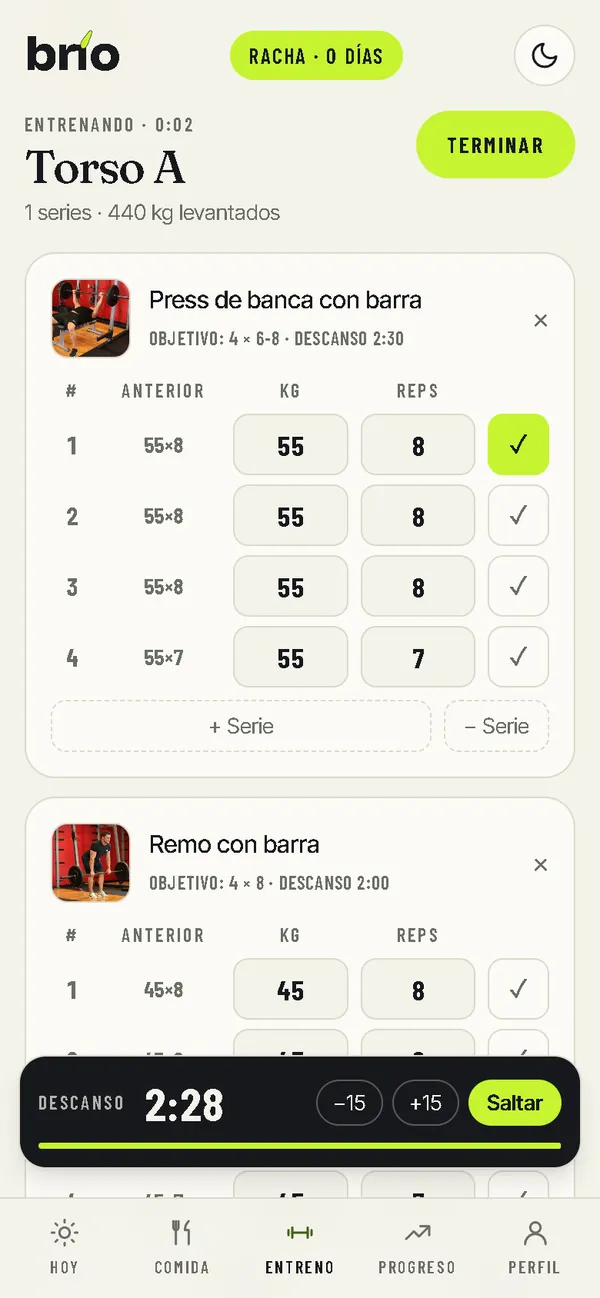 brío
RACHA · 0 DÍAS
ENTRENANDO · 0:02
Torso A
TERMINAR
1 series · 440 kg levantados
Press de banca con barra
OBJETIVO: 4 × 6-8 · DESCANSO 2:30
×
# ANTERIOR KG REPS
1 55×8 55 8 ✓
2 55×8 55 8 ✓
3 55×8 55 8 ✓
4 55×7 55 7 ✓
+ Serie − Serie
Remo con barra
OBJETIVO: 4 × 8 · DESCANSO 2:00
×
# ANTERIOR KG REPS
1 45×8 45 8 ✓
DESCANSO 2:28 −15 +15 Saltar
HOY COMIDA ENTRENO PROGRESO PERFIL